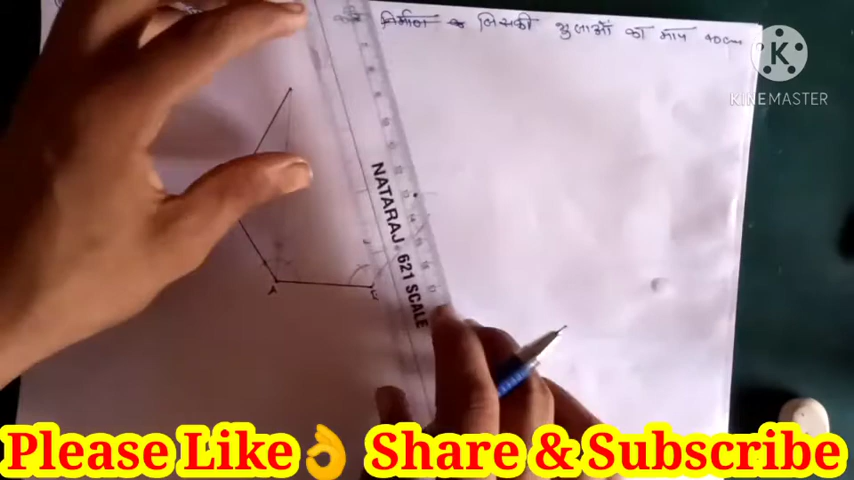 निर्माण के जिसकी भुजाओं का माप
K
KINEMASTER
NATARAJ 621 SCALE
A
Please Like👌 Share & Subscribe